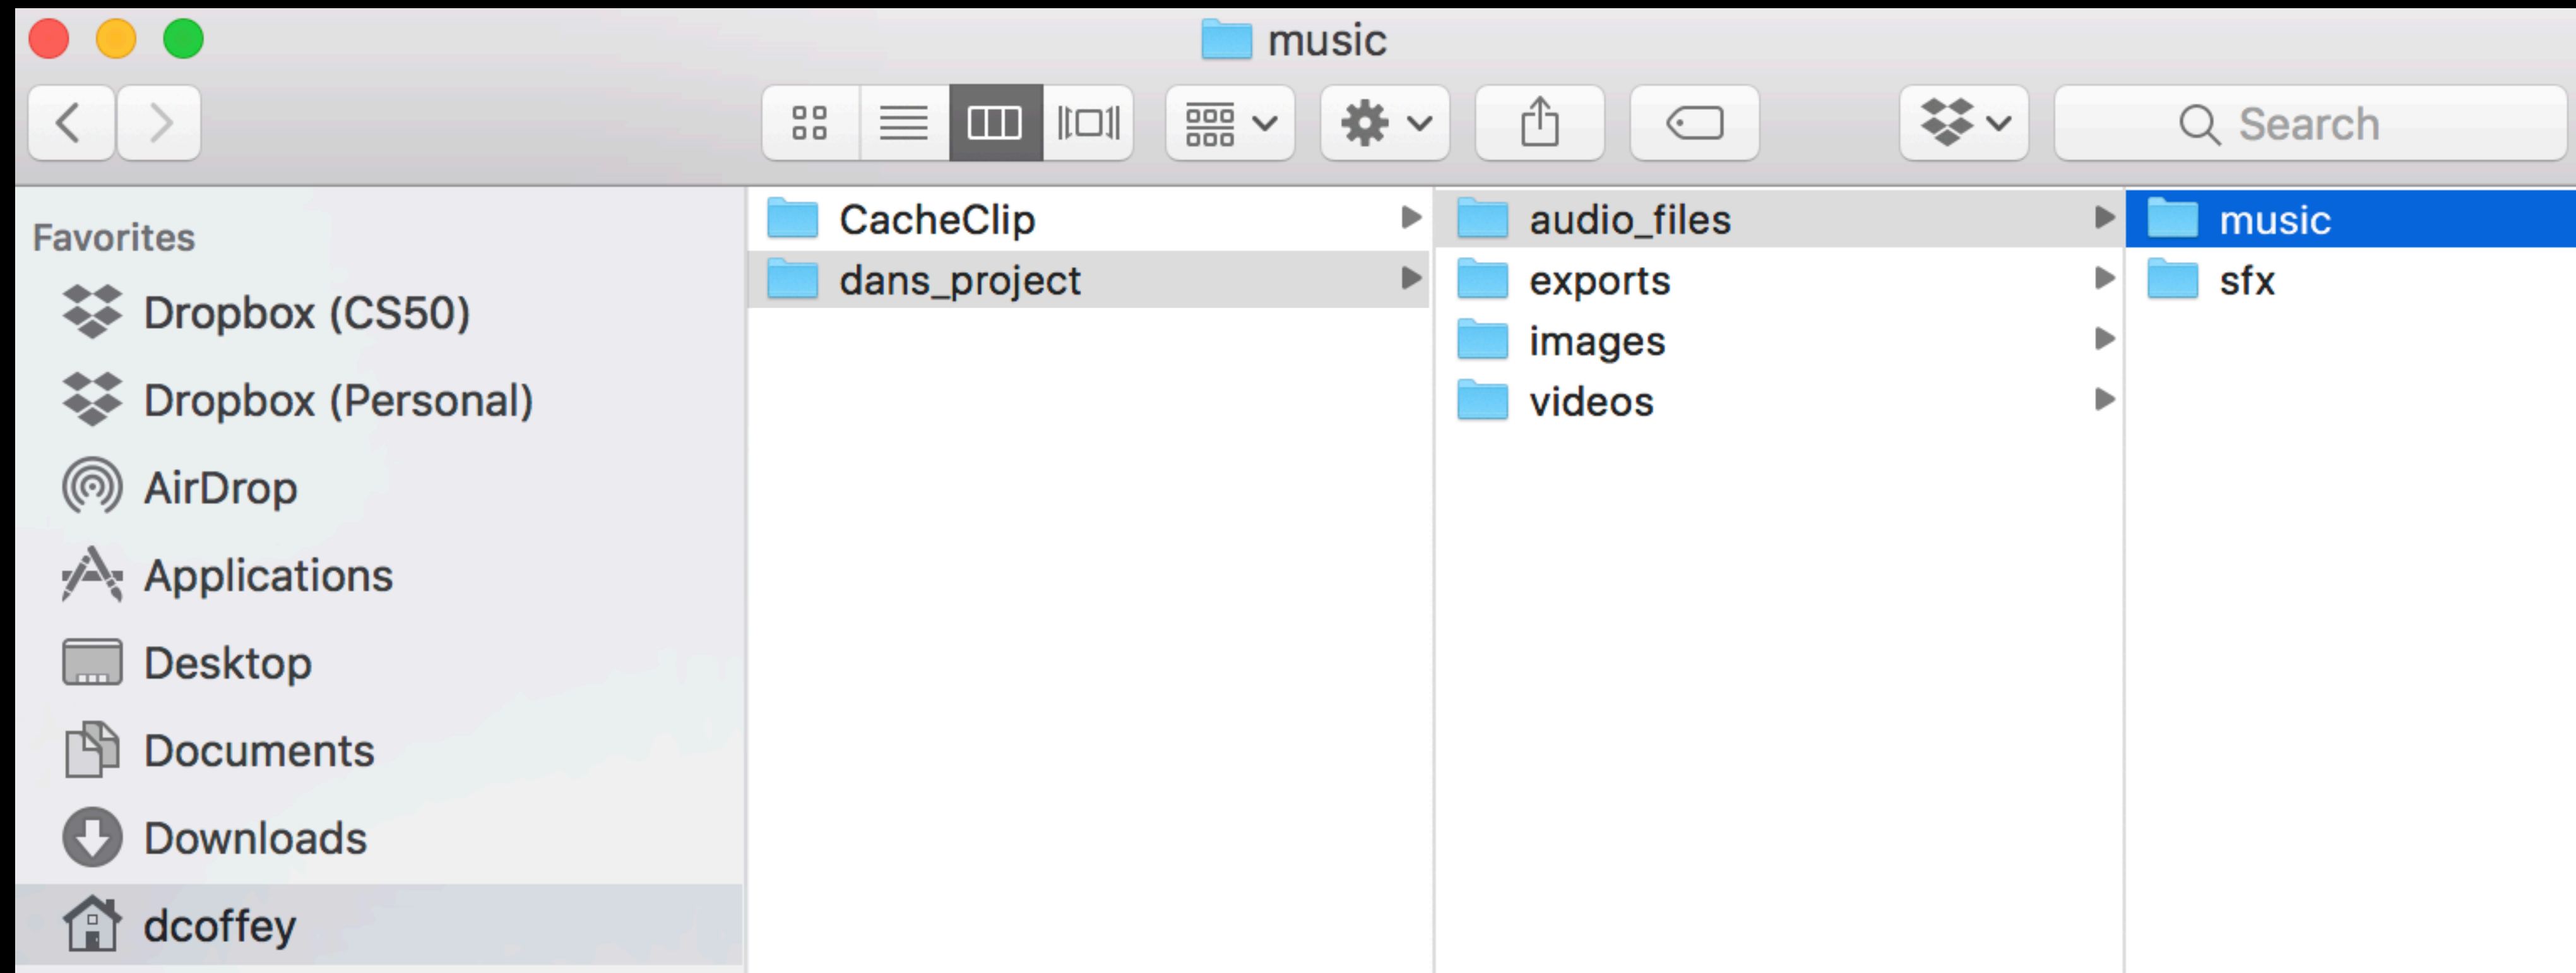 music
Search
Favorites
Dropbox (CS50)
Dropbox (Personal)
AirDrop
Applications
Desktop
Documents
Downloads
dcoffey
CacheClip
dans_project
audio_files
exports
images
videos
music
sfx